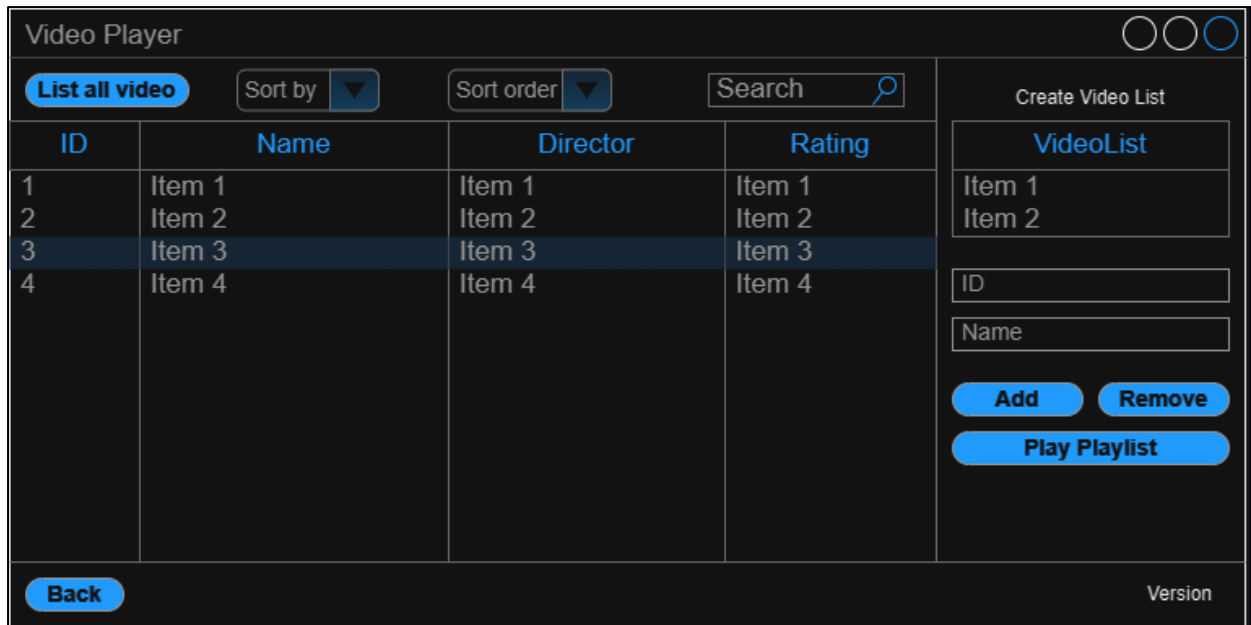 Video Player
List all video Sort by Sort order Search
Create Video List
ID Name Director Rating
VideoList
1 Item 1 Item 1 Item 1
2 Item 2 Item 2 Item 2
3 Item 3 Item 3 Item 3
4 Item 4 Item 4 Item 4
Item 1
Item 2
ID
Name
Add Remove
Play Playlist
Back
Version